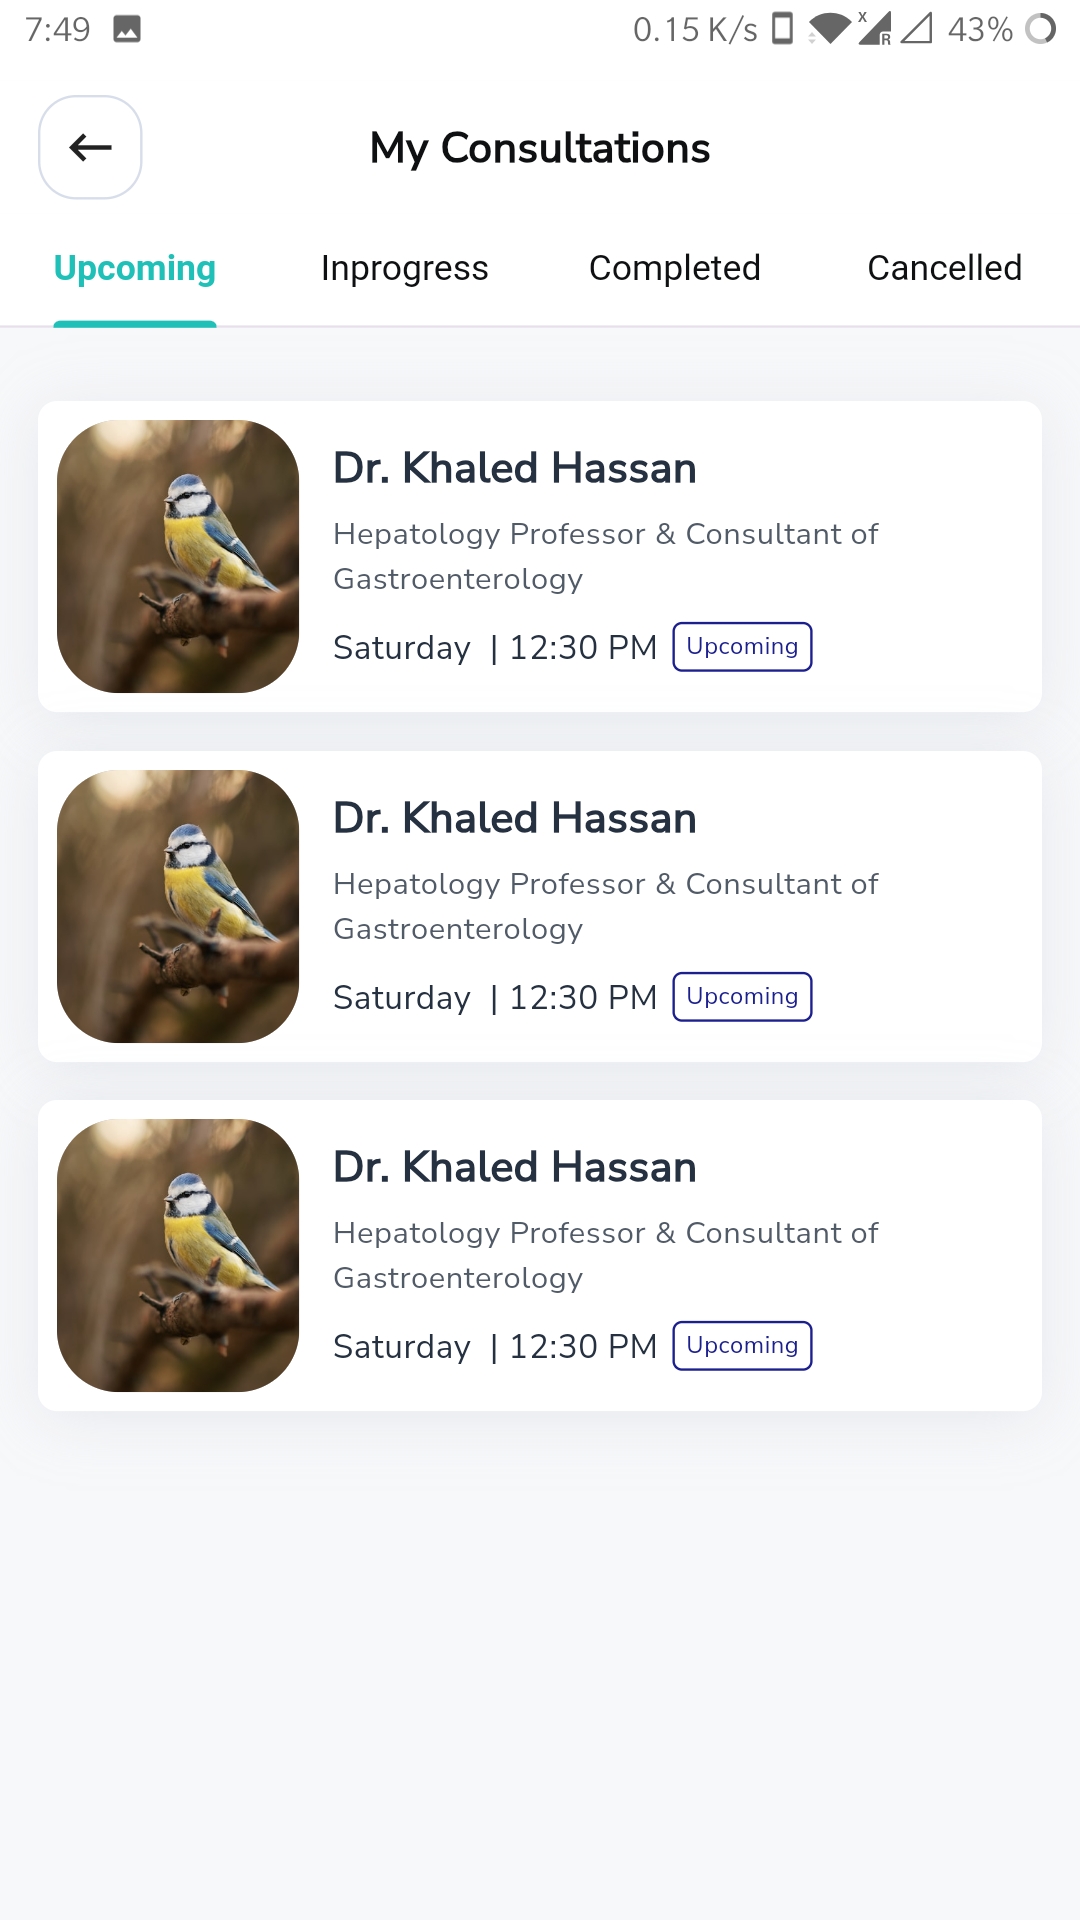 7:49 0.15 K/s X R 43%
My Consultations
Upcoming Inprogress Completed Cancelled
Dr. Khaled Hassan
Hepatology Professor & Consultant of
Gastroenterology
Saturday | 12:30 PM Upcoming
Dr. Khaled Hassan
Hepatology Professor & Consultant of
Gastroenterology
Saturday | 12:30 PM Upcoming
Dr. Khaled Hassan
Hepatology Professor & Consultant of
Gastroenterology
Saturday | 12:30 PM Upcoming